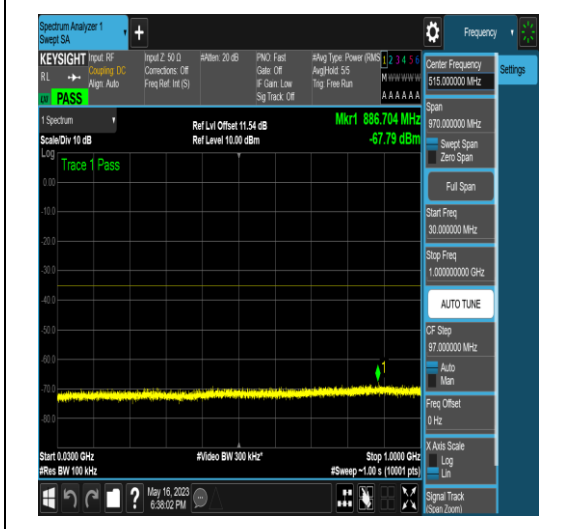 Spectrum Analyzer 1
Swept SA
+
Frequency
KEYSIGHT Input: RF Input Z: 50 Ω #Atten: 20 dB PNO: Fast #Avg Type: Power (RMS 1 2 3 4 5 6
RL Coupling: DC Corrections: Off Gate: Off Avg|Hold: 5/5 M W W W W W
Align: Auto Freq Ref: Int (S) IF Gain: Low Trig: Free Run
Sig Track: Off A A A A A A
PASS
1 Spectrum
Ref Lvl Offset 11.54 dB Mkr1 886.704 MHz
Scale/Div 10 dB Ref Level 10.00 dBm -67.79 dBm
Log
Trace 1 Pass
0.00
-10.0
-20.0
-30.0
-40.0
-50.0
-60.0
1
-70.0
-80.0
Start 0.0300 GHz #Video BW 300 kHz* Stop 1.0000 GHz
#Res BW 100 kHz #Sweep ~1.00 s (10001 pts)
? May 16, 2023
6:38:02 PM
Settings
Center Frequency
515.000000 MHz
Span
970.000000 MHz
Swept Span
Zero Span
Full Span
Start Freq
30.000000 MHz
Stop Freq
1.000000000 GHz
AUTO TUNE
CF Step
97.000000 MHz
Auto
Man
Freq Offset
0 Hz
X Axis Scale
Log
Lin
Signal Track
(Span Zoom)